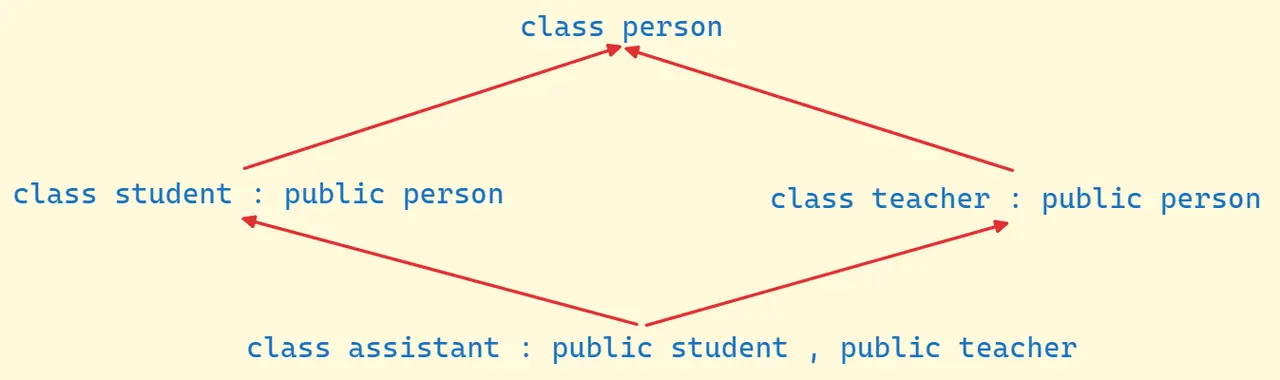 class person
class student : public person
class teacher : public person
class assistant : public student , public teacher